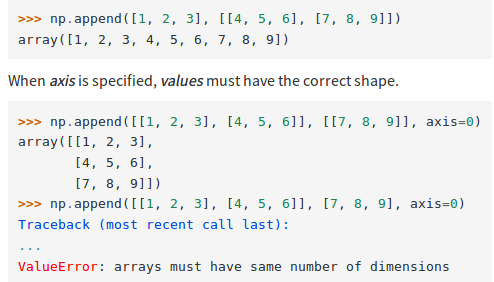 >>> np.append([1, 2, 3], [[4, 5, 6], [7, 8, 9]])
array([1, 2, 3, 4, 5, 6, 7, 8, 9])
When axis is specified, values must have the correct shape.
>>> np.append([[1, 2, 3], [4, 5, 6]], [[7, 8, 9]], axis=0)
array([[1, 2, 3],
       [4, 5, 6],
       [7, 8, 9]])
>>> np.append([[1, 2, 3], [4, 5, 6]], [7, 8, 9], axis=0)
Traceback (most recent call last):
...
ValueError: arrays must have same number of dimensions